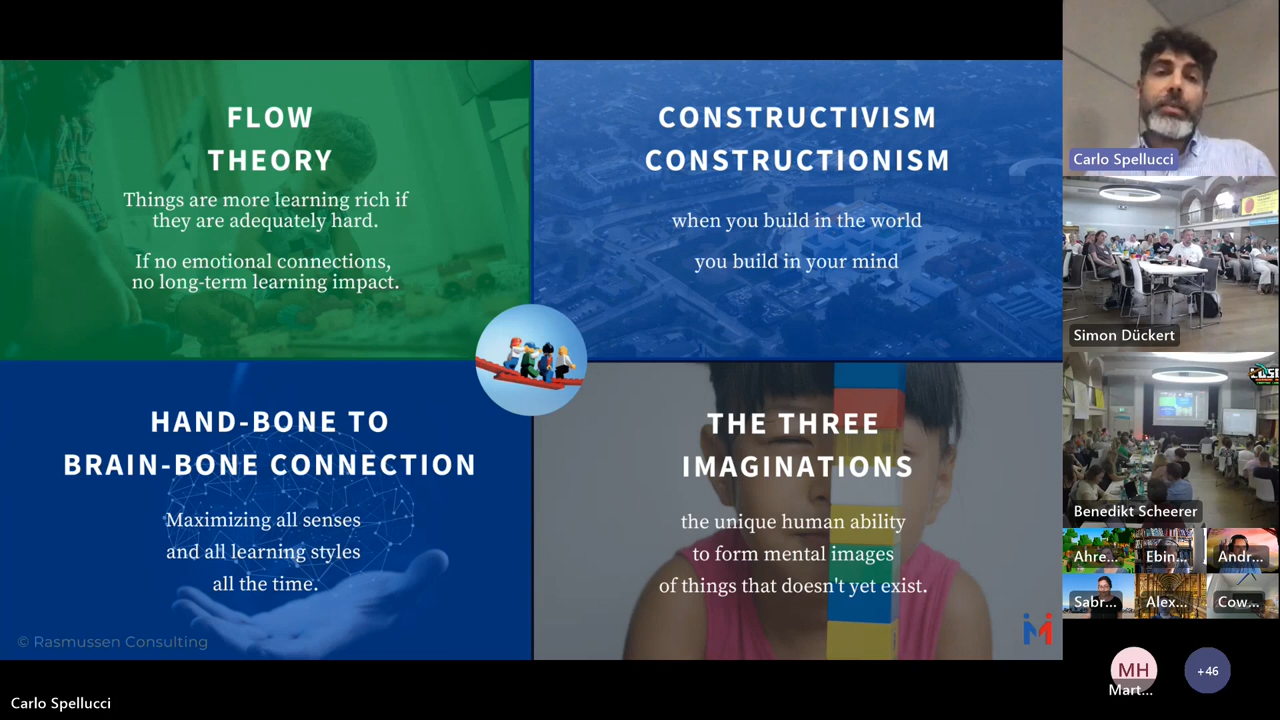 FLOW
THEORY
Things are more learning rich if
they are adequately hard.
If no emotional connections,
no long-term learning impact.
CONSTRUCTIVISM
CONSTRUCTIONISM
when you build in the world
you build in your mind
HAND-BONE TO
BRAIN-BONE CONNECTION
Maximizing all senses
and all learning styles
all the time.
THE THREE
IMAGINATIONS
the unique human ability
to form mental images
of things that doesn't yet exist.
© Rasmussen Consulting
Carlo Spellucci
Carlo Spellucci
Simon Dückert
Benedikt Scheerer
Ahre...
Ebin...
Andr...
Sabr...
Alex...
Cow...
MH
Mart...
+46